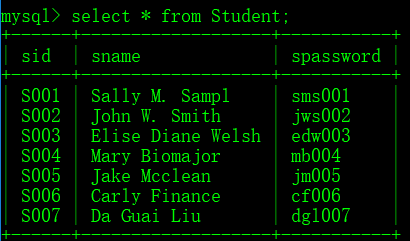 mysql> select * from Student;
+------+--------------------+-----------+
| sid | sname | spassword |
+------+--------------------+-----------+
| S001 | Sally M. Sampl | sms001 |
| S002 | John W. Smith | jws002 |
| S003 | Elise Diane Welsh | edw003 |
| S004 | Mary Biomajor | mb004 |
| S005 | Jake Mcclean | jm005 |
| S006 | Carly Finance | cf006 |
| S007 | Da Guai Liu | dgl007 |
+------+--------------------+-----------+